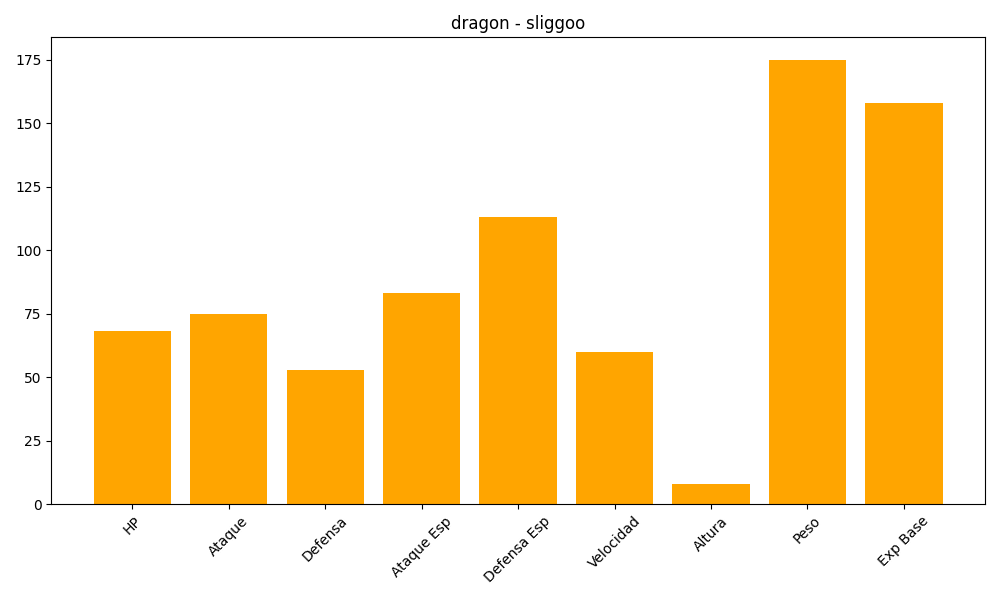 dragon - sliggoo
175
150
125
100
75
50
25
0
HP
Ataque
Defensa
Ataque Esp
Defensa Esp
Velocidad
Altura
Peso
Exp Base